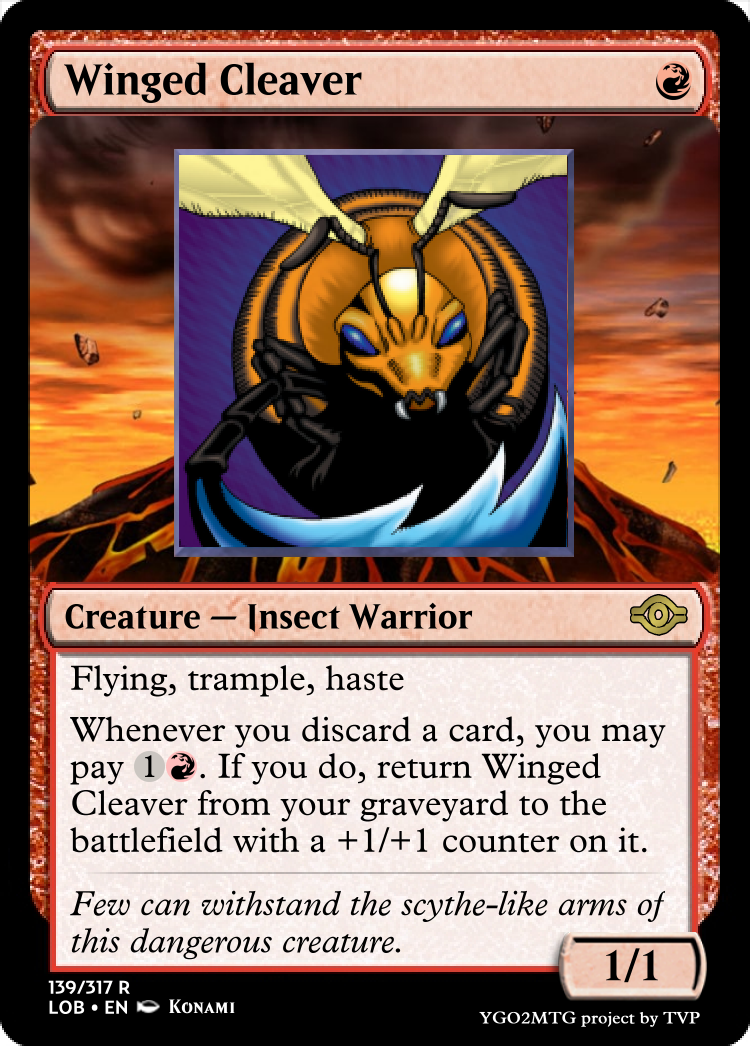 Winged Cleaver
Creature — Insect Warrior
Flying, trample, haste
Whenever you discard a card, you may
pay 1. If you do, return Winged
Cleaver from your graveyard to the
battlefield with a +1/+1 counter on it.
Few can withstand the scythe-like arms of
this dangerous creature.
1/1
139/317 R
LOB • EN Konami
YGO2MTG project by TVP